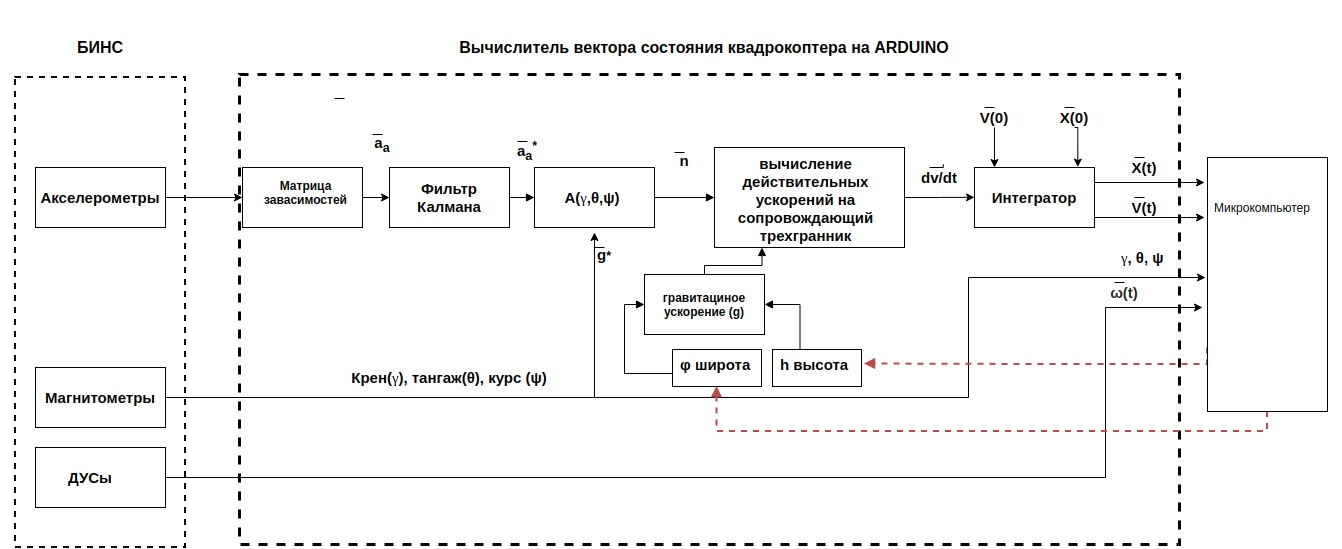 БИНС
Вычислитель вектора состояния квадрокоптера на ARDUINO
Акселерометры
Матрица
завасимостей
a̅a
Фильтр
Калмана
a̅a*
A(γ,θ,ψ)
n̅
вычисление
действительных
ускорений на
сопровождающий
трехгранник
dv̅/dt
V̅(0)
X̅(0)
Интегратор
X̅(t)
V̅(t)
Микрокомпьютер
g̅*
γ, θ, ψ
ω̅(t)
гравитациное
ускорение (g)
φ широта
h высота
Крен(γ), тангаж(θ), курс (ψ)
Магнитометры
ДУСы